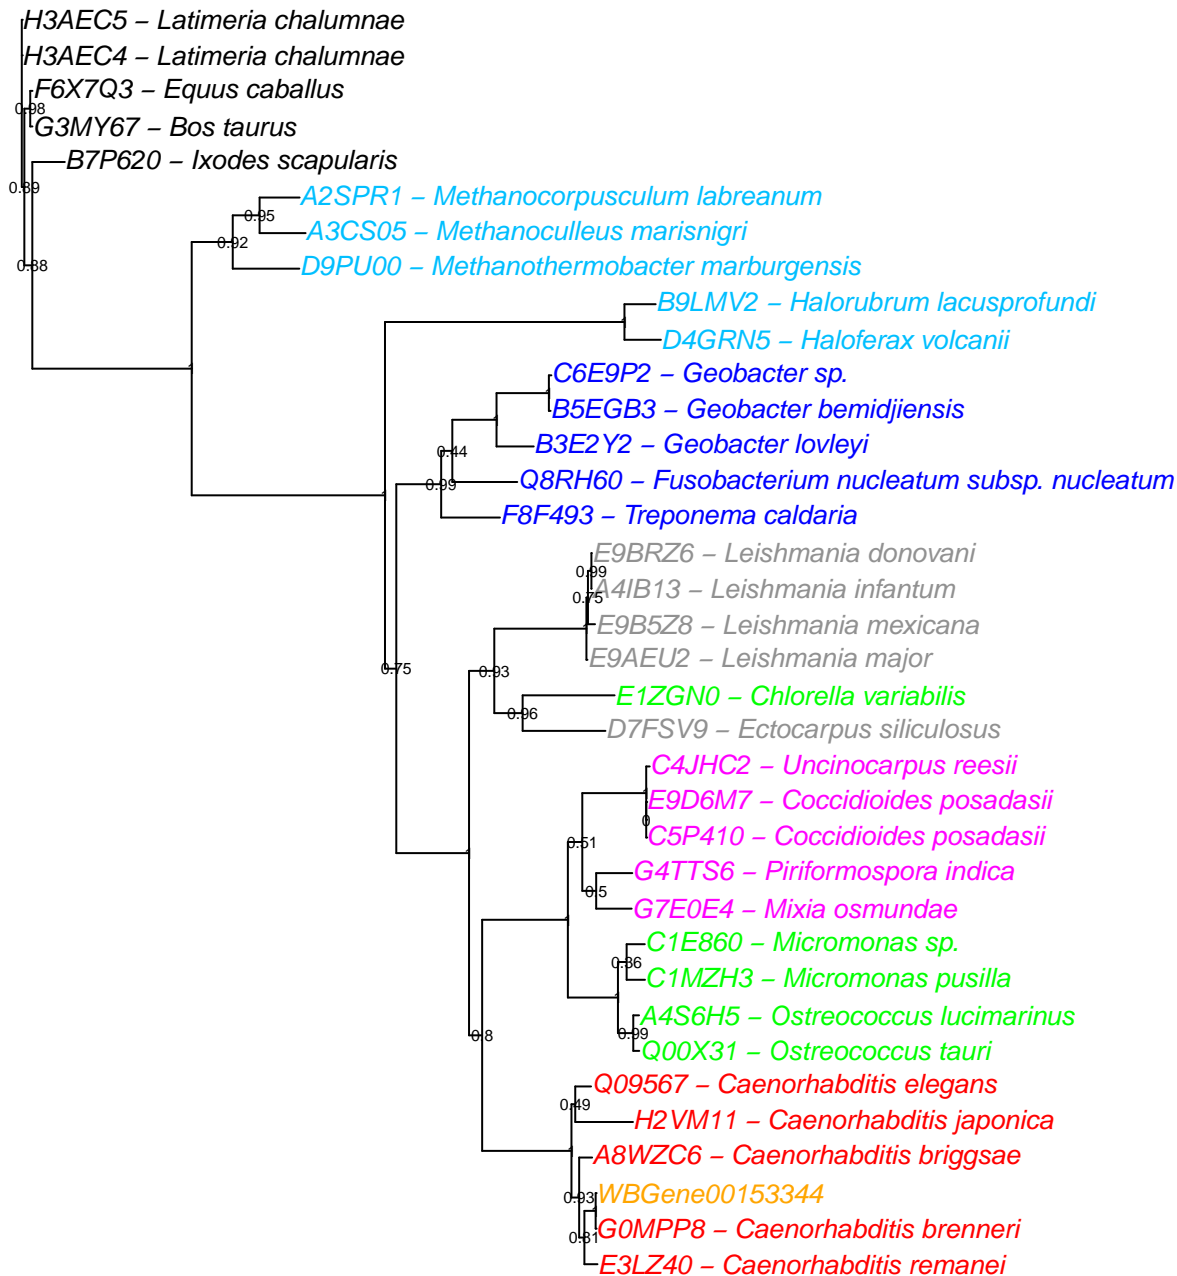 H3AEC5 – Latimeria chalumnae
H3AEC4 – Latimeria chalumnae
F6X7Q3 – Equus caballus
0.98
G3MY67 – Bos taurus
B7P620 – Ixodes scapularis
0.89
A2SPR1 – Methanocorpusculum labreanum
0.95
A3CS05 – Methanoculleus marisnigri
0.92
0.88
D9PU00 – Methanothermobacter marburgensis
B9LMV2 – Halorubrum lacusprofundi
D4GRN5 – Haloferax volcanii
C6E9P2 – Geobacter sp.
B5EGB3 – Geobacter bemidjiensis
B3E2Y2 – Geobacter lovleyi
0.44
Q8RH60 – Fusobacterium nucleatum subsp. nucleatum
0.99
F8F493 – Treponema caldaria
E9BRZ6 – Leishmania donovani
0.99
A4IB13 – Leishmania infantum
0.75
E9B5Z8 – Leishmania mexicana
E9AEU2 – Leishmania major
0.75
0.93
E1ZGN0 – Chlorella variabilis
0.96
D7FSV9 – Ectocarpus siliculosus
C4JHC2 – Uncinocarpus reesii
E9D6M7 – Coccidioides posadasii
0
C5P410 – Coccidioides posadasii
0.51
G4TTS6 – Piriformospora indica
0.5
G7E0E4 – Mixia osmundae
C1E860 – Micromonas sp.
0.86
C1MZH3 – Micromonas pusilla
A4S6H5 – Ostreococcus lucimarinus
0.99
0.8
Q00X31 – Ostreococcus tauri
Q09567 – Caenorhabditis elegans
0.49
H2VM11 – Caenorhabditis japonica
A8WZC6 – Caenorhabditis briggsae
WBGene00153344
0.93
G0MPP8 – Caenorhabditis brenneri
0.81
E3LZ40 – Caenorhabditis remanei